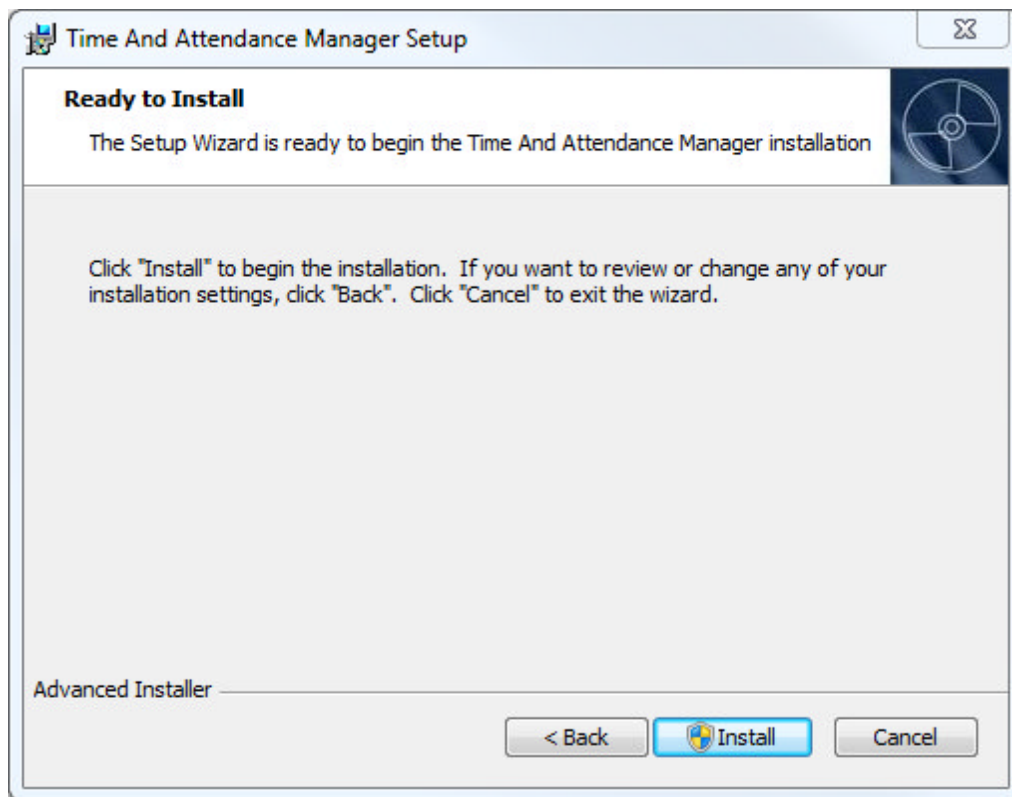 Time And Attendance Manager Setup
Ready to Install
The Setup Wizard is ready to begin the Time And Attendance Manager installation
Click "Install" to begin the installation.  If you want to review or change any of your
installation settings, click "Back".  Click "Cancel" to exit the wizard.
Advanced Installer
< Back
Install
Cancel